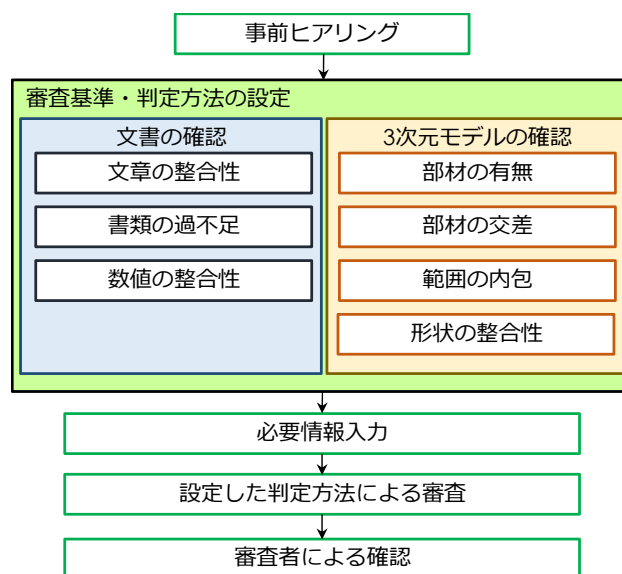 事前ヒアリング
審査基準・判定方法の設定
文書の確認
文章の整合性
書類の過不足
数値の整合性
3次元モデルの確認
部材の有無
部材の交差
範囲の内包
形状の整合性
必要情報入力
設定した判定方法による審査
審査者による確認